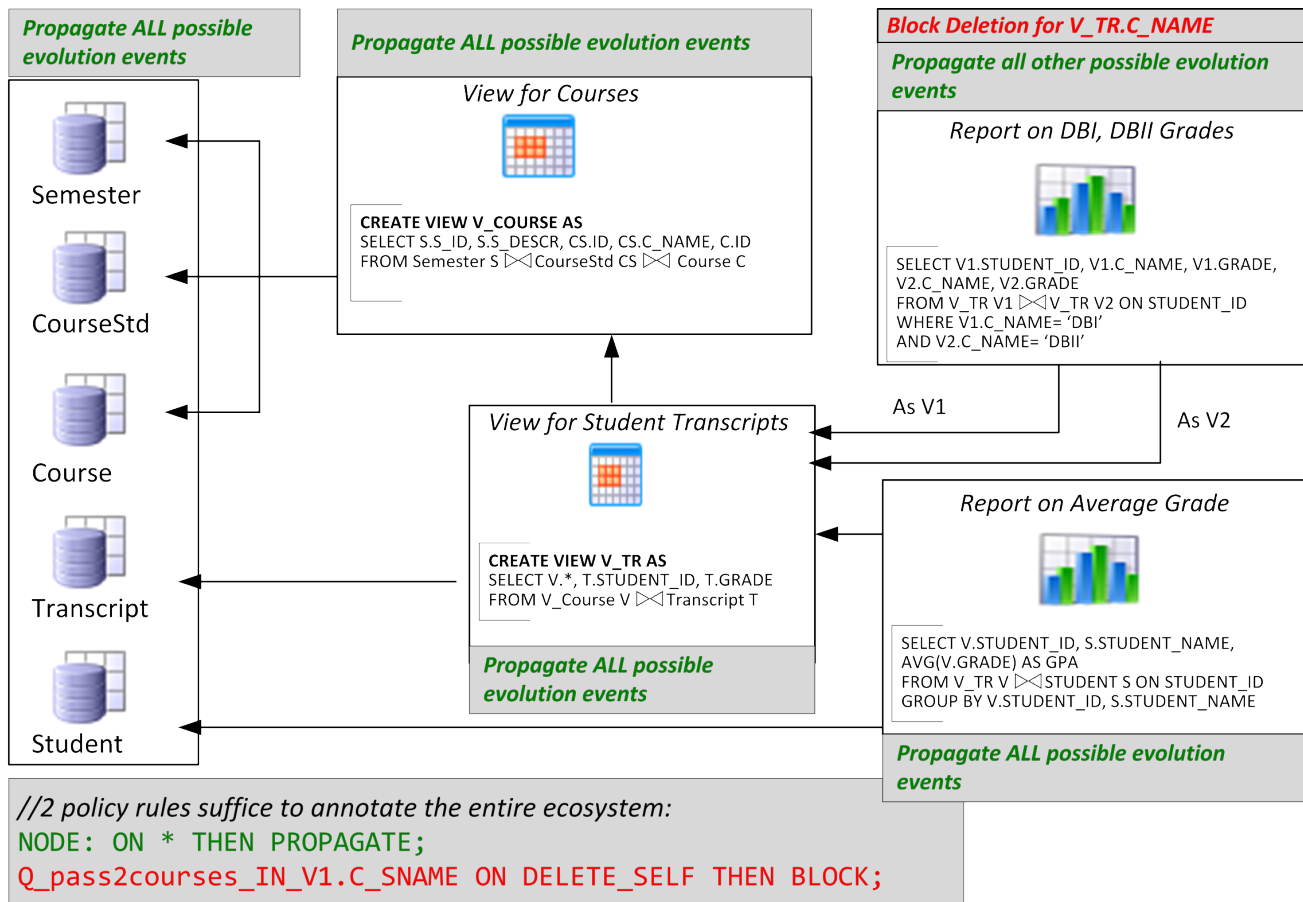 Propagate ALL possible
evolution events
Semester
CourseStd
Course
Transcript
Student
Propagate ALL possible evolution events
View for Courses
CREATE VIEW V_COURSE AS
SELECT S.S_ID, S.S_DESCR, CS.ID, CS.C_NAME, C.ID
FROM Semester S ⋈ CourseStd CS ⋈ Course C
Block Deletion for V_TR.C_NAME
Propagate all other possible evolution
events
Report on DBI, DBII Grades
SELECT V1.STUDENT_ID, V1.C_NAME, V1.GRADE,
V2.C_NAME, V2.GRADE
FROM V_TR V1 ⋈ V_TR V2 ON STUDENT_ID
WHERE V1.C_NAME= ‘DBI’
AND V2.C_NAME= ‘DBII’
As V1
As V2
View for Student Transcripts
CREATE VIEW V_TR AS
SELECT V.*, T.STUDENT_ID, T.GRADE
FROM V_Course V ⋈ Transcript T
Propagate ALL possible
evolution events
Report on Average Grade
SELECT V.STUDENT_ID, S.STUDENT_NAME,
AVG(V.GRADE) AS GPA
FROM V_TR V ⋈ STUDENT S ON STUDENT_ID
GROUP BY V.STUDENT_ID, S.STUDENT_NAME
Propagate ALL possible evolution
events
//2 policy rules suffice to annotate the entire ecosystem:
NODE: ON * THEN PROPAGATE;
Q_pass2courses_IN_V1.C_SNAME ON DELETE_SELF THEN BLOCK;